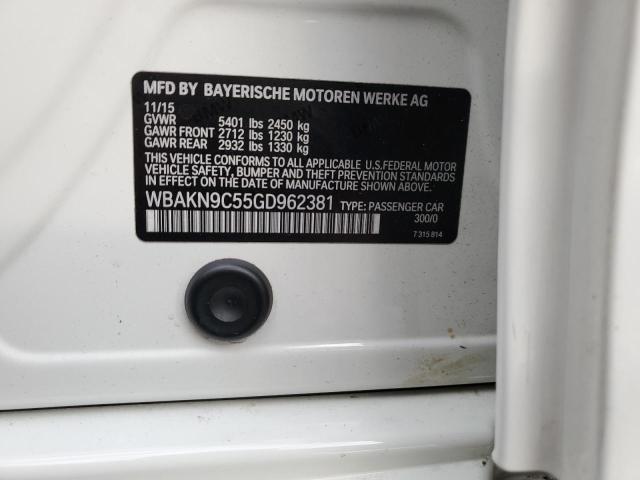 MFD BY BAYERISCHE MOTOREN WERKE AG
11/15
GVWR 5401 lbs 2450 kg
GAWR FRONT 2712 lbs 1230 kg
GAWR REAR 2932 lbs 1330 kg
THIS VEHICLE CONFORMS TO ALL APPLICABLE U.S.FEDERAL MOTOR
VEHICLE SAFETY, BUMPER AND THEFT PREVENTION STANDARDS
IN EFFECT ON THE DATE OF MANUFACTURE SHOWN ABOVE.
WBAKN9C55GD962381 TYPE: PASSENGER CAR
300/0
7 315 814